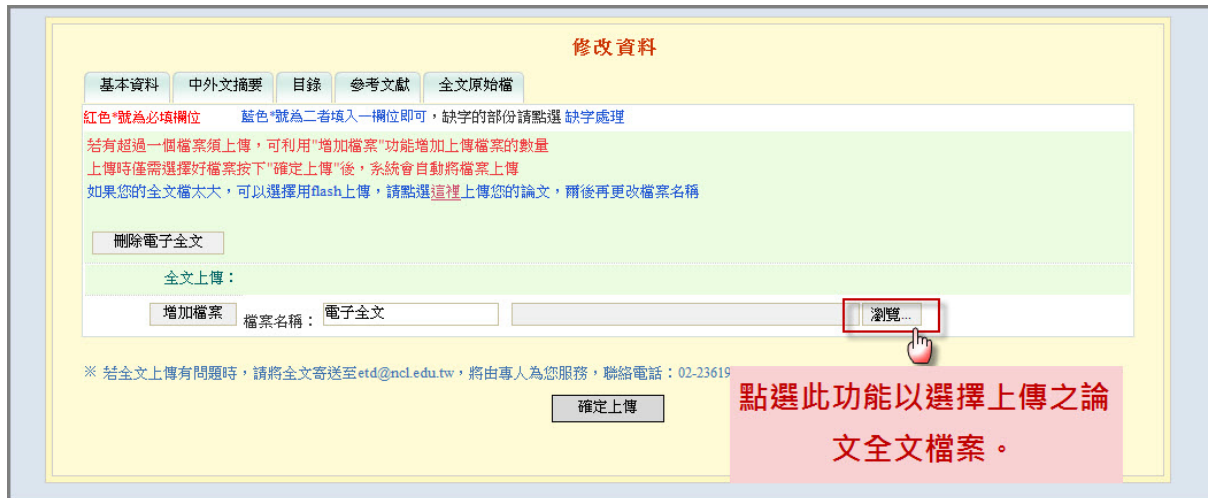 修改資料
基本資料 中外文摘要 目錄 參考文獻 全文原始檔
紅色*號為必填欄位 藍色*號為二者填入一欄位即可，缺字的部份請點選 缺字處理
若有超過一個檔案須上傳，可利用"增加檔案"功能增加上傳檔案的數量
上傳時僅需選擇好檔案按下"確定上傳"後，系統會自動將檔案上傳
如果您的全文檔太大，可以選擇用flash上傳，請點選這裡上傳您的論文，爾後再更改檔案名稱
刪除電子全文
全文上傳：
增加檔案 檔案名稱： 電子全文 瀏覽...
※ 若全文上傳有問題時，請將全文寄送至etd@ncl.edu.tw，將由專人為您服務，聯絡電話：02-23619
確定上傳
點選此功能以選擇上傳之論
文全文檔案。